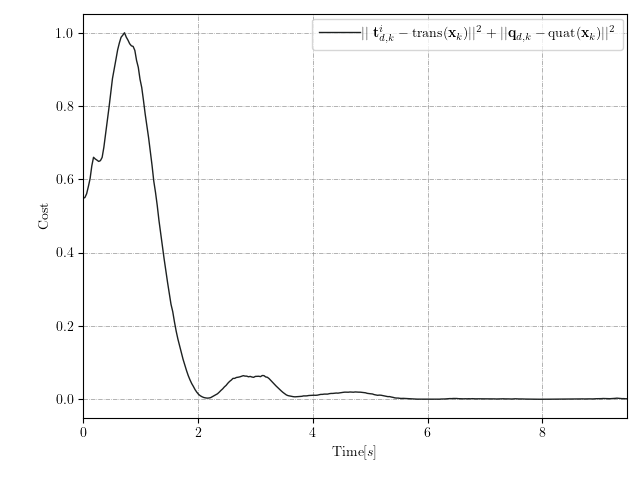 || t^i_{d,k} − trans(x_k)||^2 + ||q_{d,k} − quat(x_k)||^2
1.0
0.8
0.6
0.4
0.2
0.0
Cost
0 2 4 6 8
Time[s]